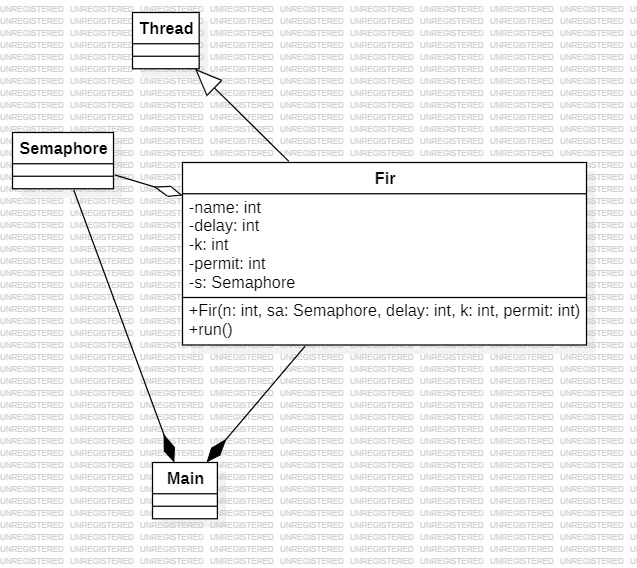 Thread
Semaphore
Fir
-name: int
-delay: int
-k: int
-permit: int
-s: Semaphore
+Fir(n: int, sa: Semaphore, delay: int, k: int, permit: int)
+run()
Main
UNREGISTERED